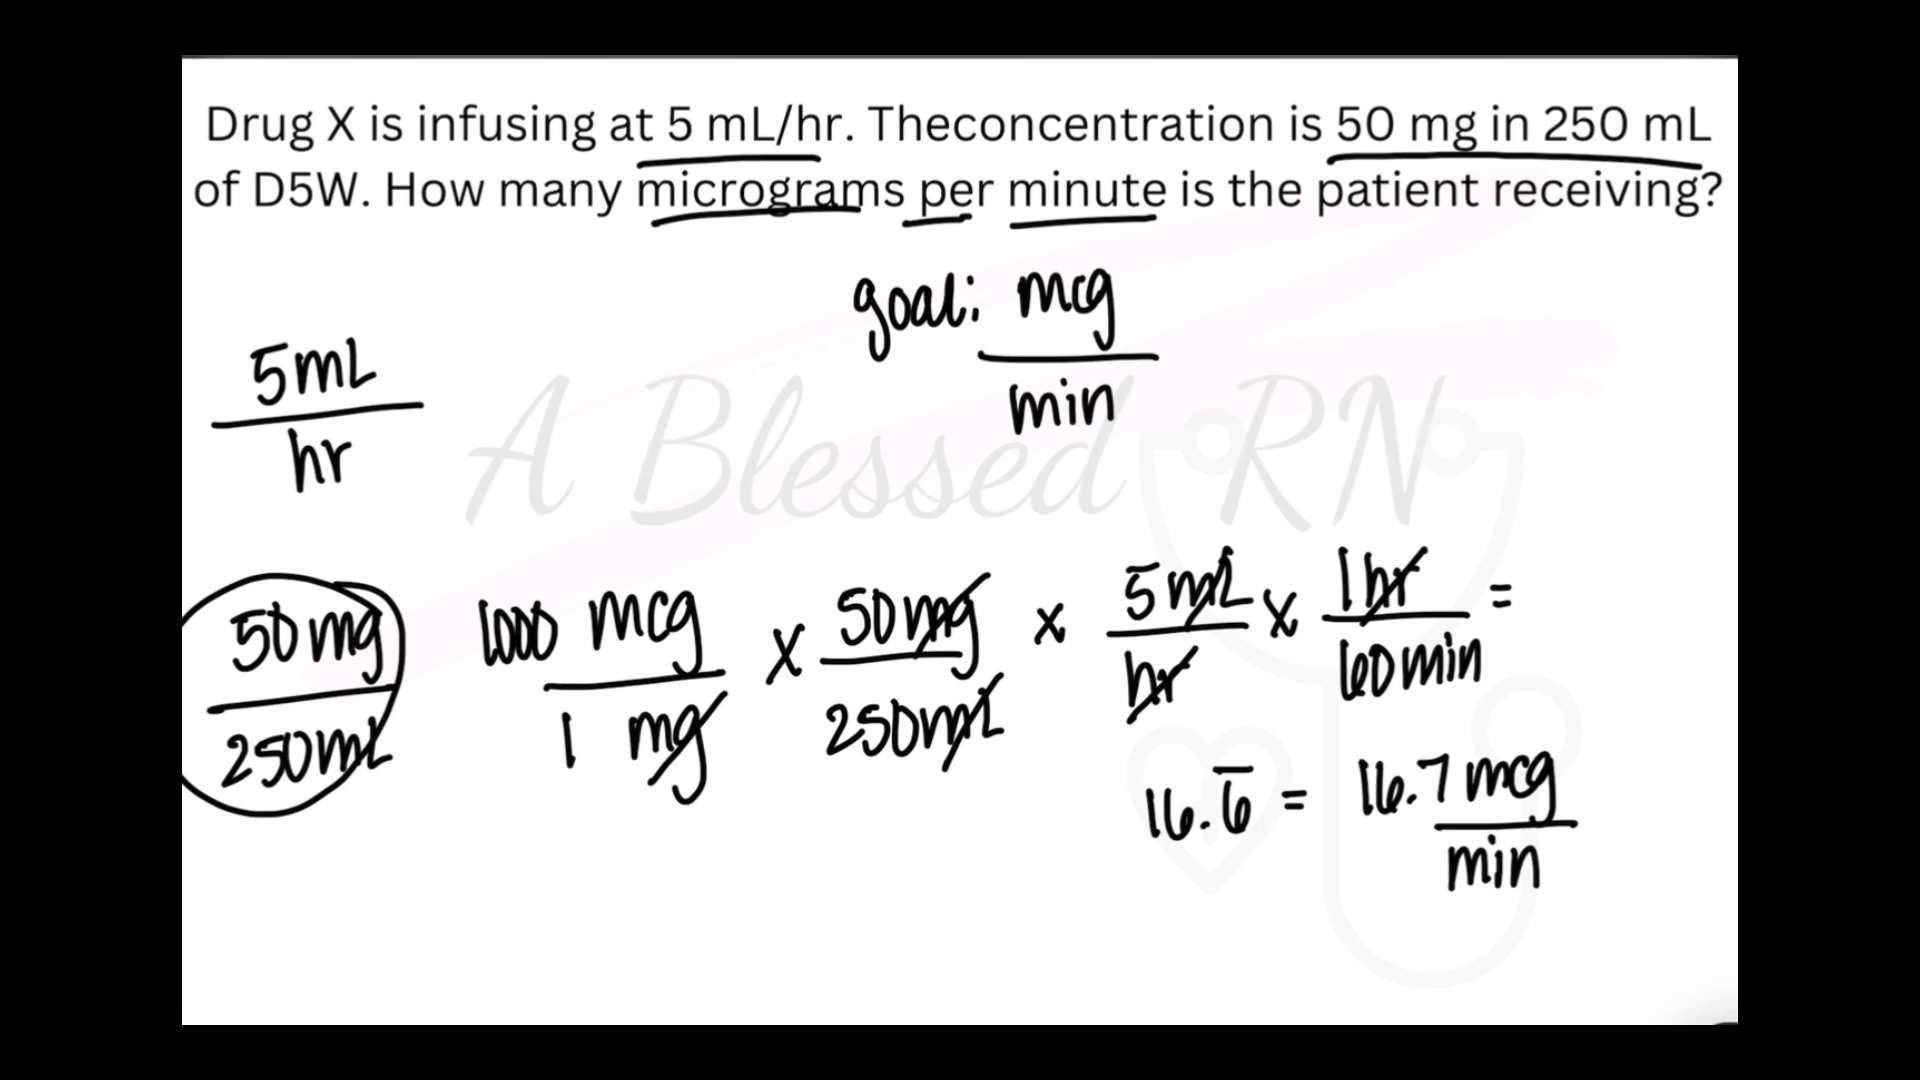 Drug X is infusing at 5 mL/hr. Theconcentration is 50 mg in 250 mL
of D5W. How many micrograms per minute is the patient receiving?
goal: mcg
min
5mL
hr
A Blessed RN
50mg
250mL
1000 mcg x 50mg x 5mL x 1hr =
1 mg 250mL hr 60min
16.6̅ = 16.7 mcg
min